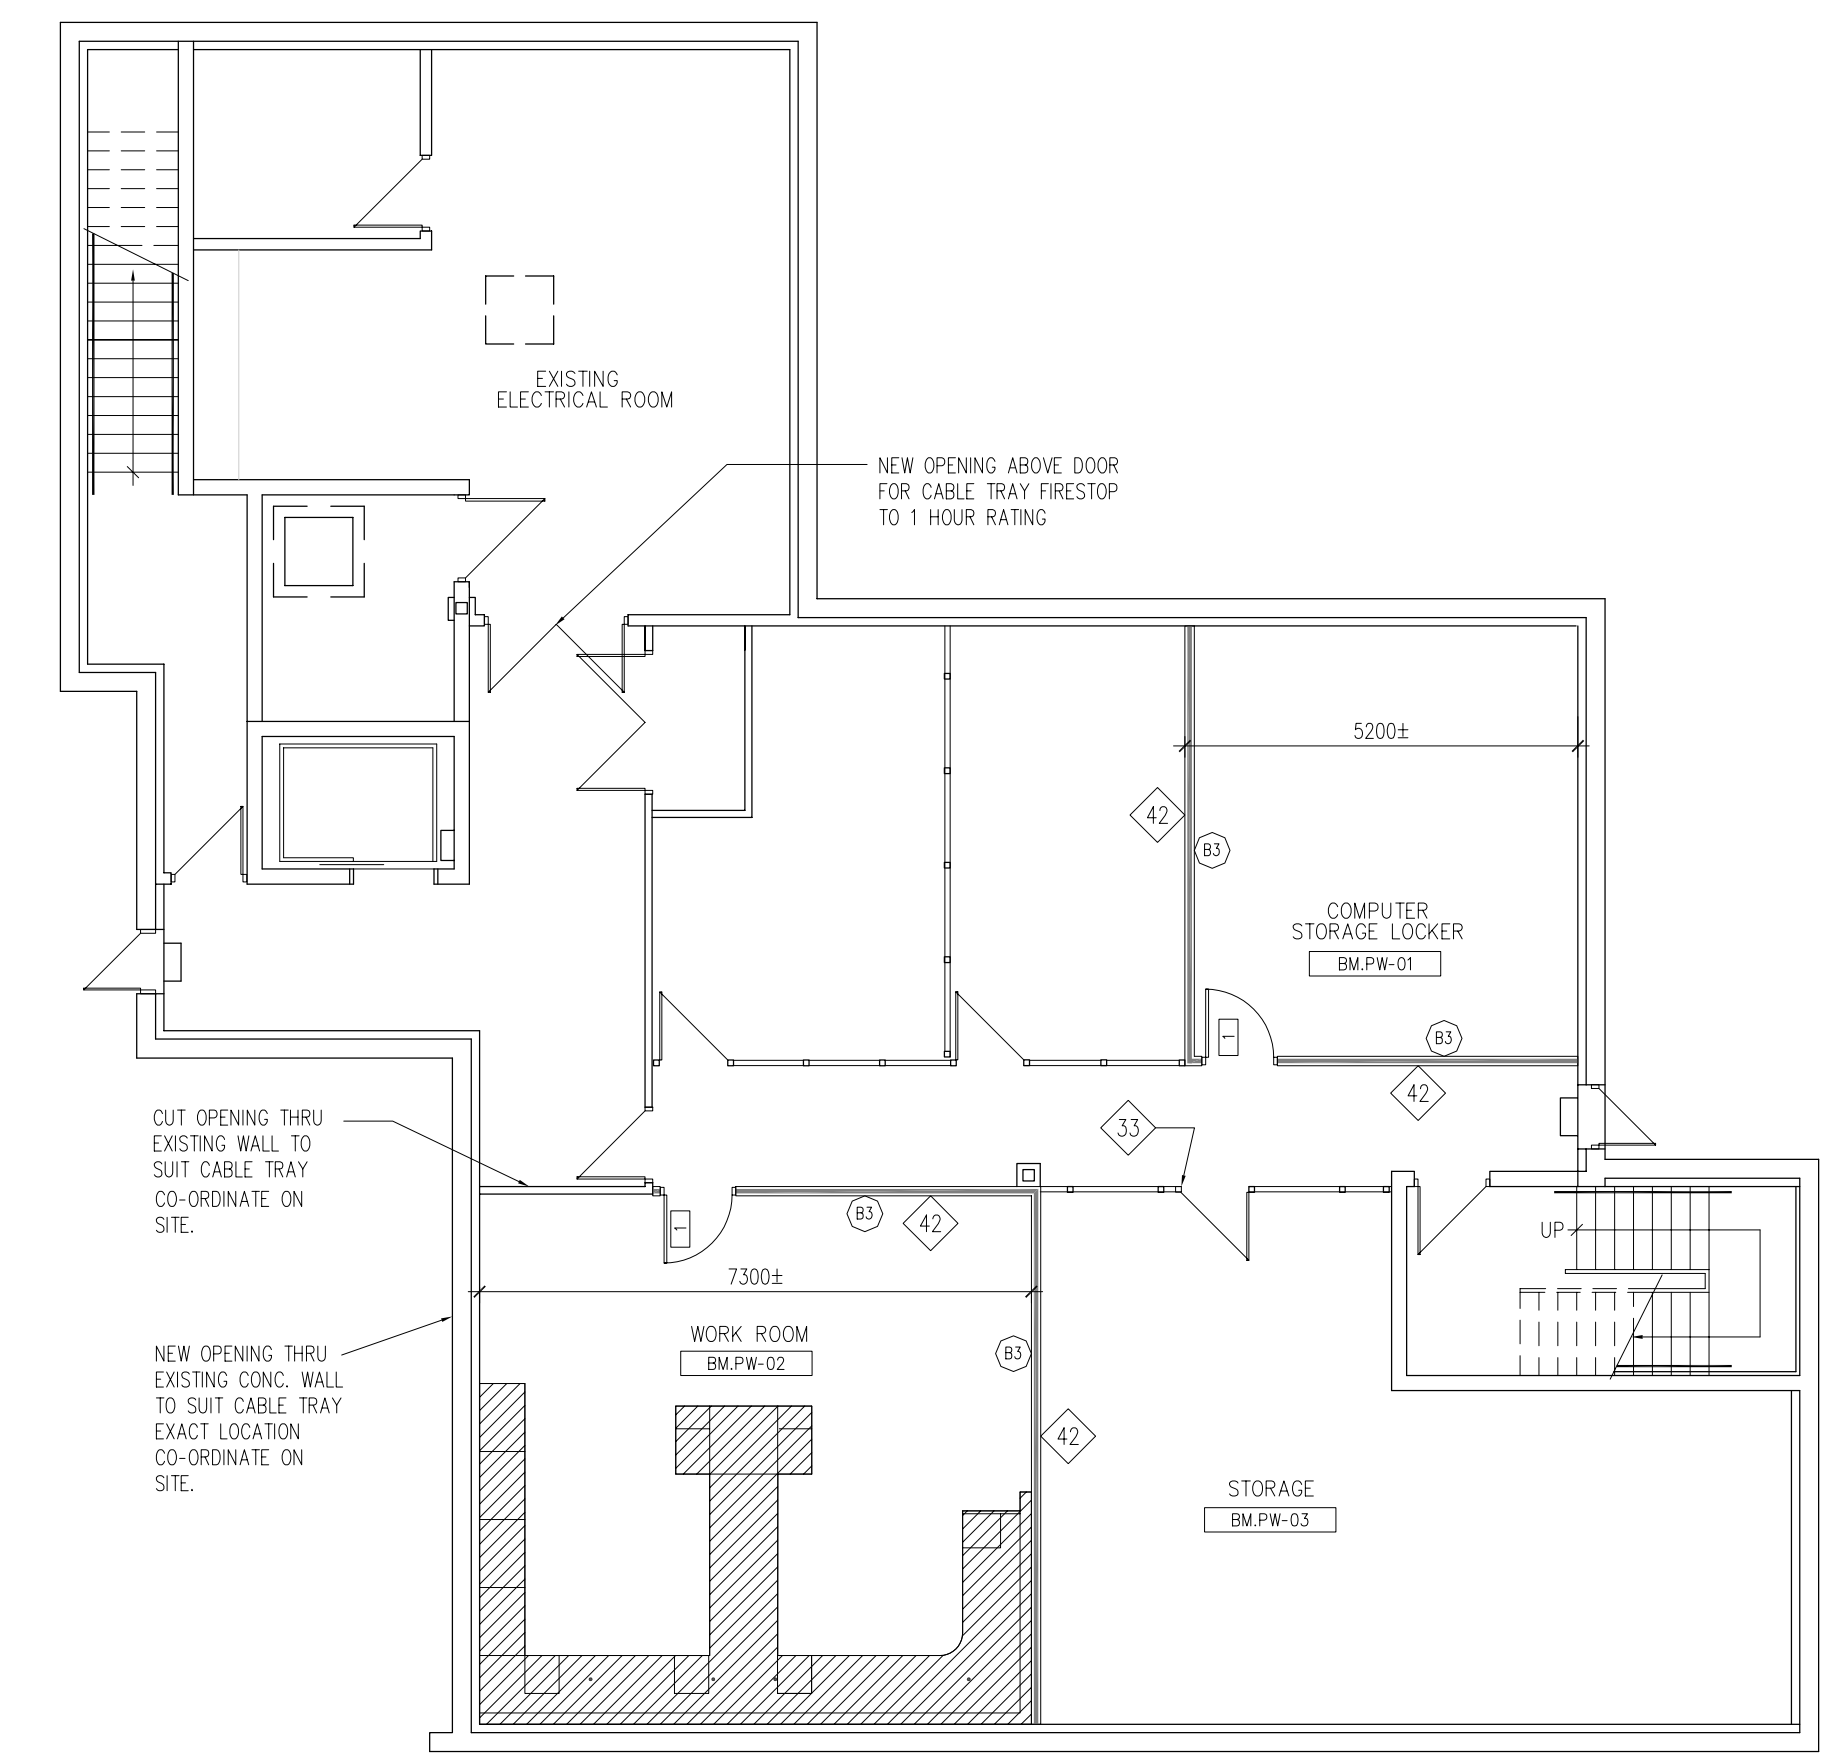 EXISTING
ELECTRICAL ROOM
NEW OPENING ABOVE DOOR
FOR CABLE TRAY FIRESTOP
TO 1 HOUR RATING
5200±
42
B3
COMPUTER
STORAGE LOCKER
BM.PW-01
1
B3
42
33
CUT OPENING THRU
EXISTING WALL TO
SUIT CABLE TRAY
CO-ORDINATE ON
SITE.
1
B3
42
UP
7300±
WORK ROOM
BM.PW-02
B3
NEW OPENING THRU
EXISTING CONC. WALL
TO SUIT CABLE TRAY
EXACT LOCATION
CO-ORDINATE ON
SITE.
42
STORAGE
BM.PW-03